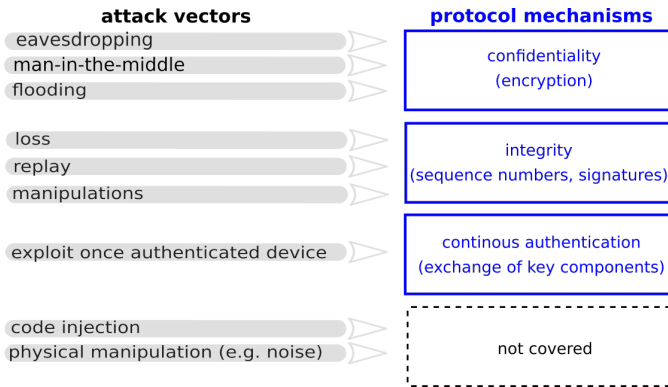 attack vectors
protocol mechanisms
eavesdropping
man-in-the-middle
flooding
confidentiality
(encryption)
loss
replay
manipulations
integrity
(sequence numbers, signatures)
exploit once authenticated device
continous authentication
(exchange of key components)
code injection
physical manipulation (e.g. noise)
not covered